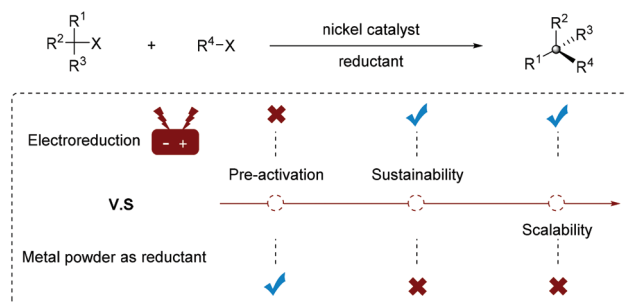 R¹
R² X + R⁴–X nickel catalyst R²
R³ reductant R¹ R³
R⁴
Electroreduction - +
Pre-activation Sustainability
V.S
Scalability
Metal powder as reductant